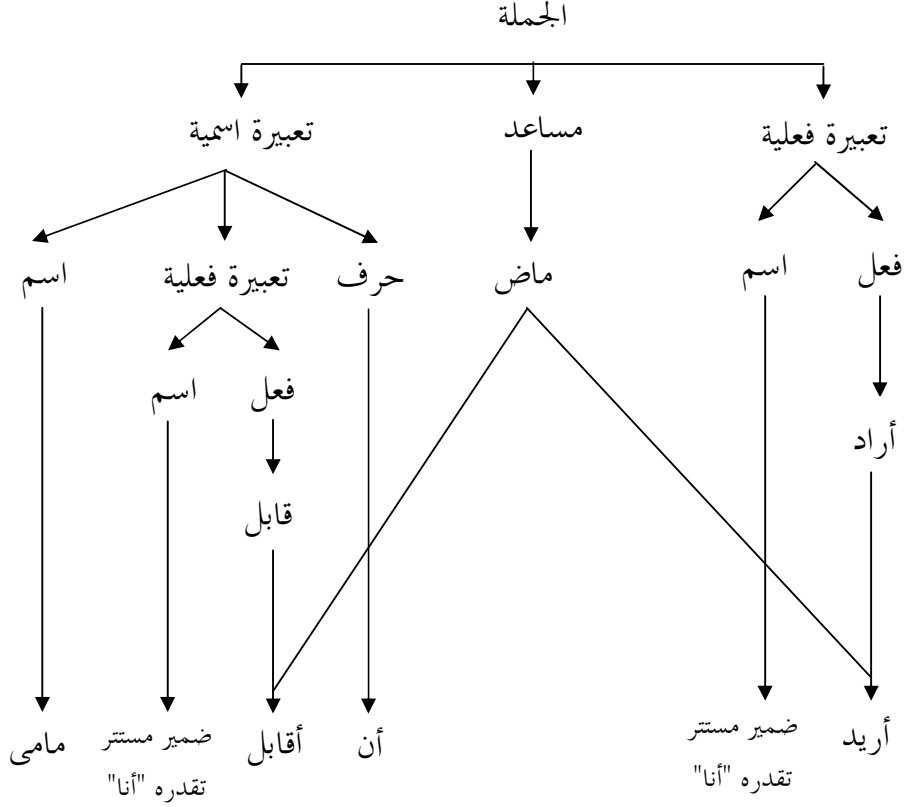 الجملة
تعبيرة فعلية
مساعد
تعبيرة اسمية
فعل
اسم
ماض
حرف
تعبيرة فعلية
اسم
فعل
اسم
أراد
قابل
أريد
ضمير مستتر
تقدره "أنا"
أن
أقابل
ضمير مستتر
تقدره "أنا"
مامى